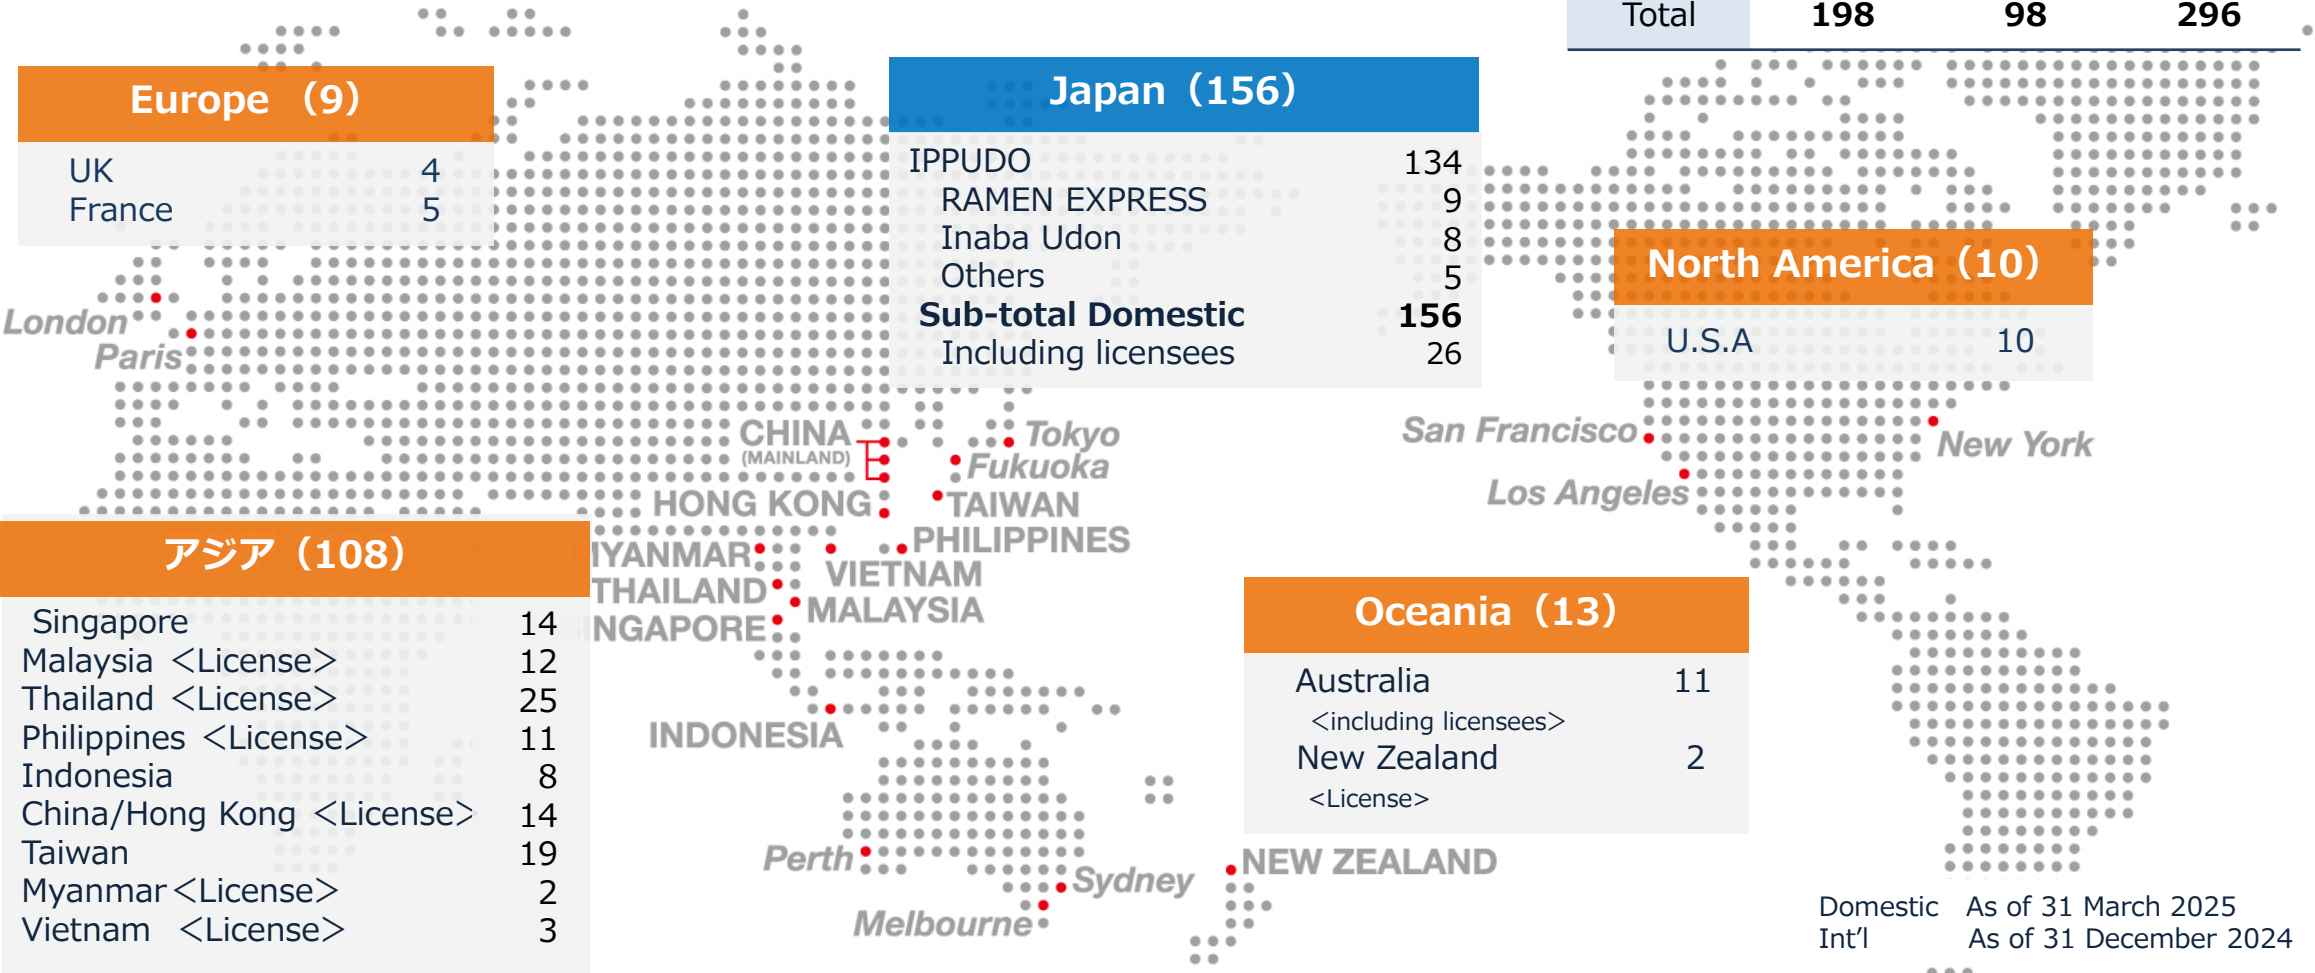 Total 198 98 296
Europe （9）
UK 4
France 5
Japan（156）
IPPUDO 134
RAMEN EXPRESS 9
Inaba Udon 8
Others 5
Sub-total Domestic 156
Including licensees 26
North America（10）
U.S.A 10
London
Paris
CHINA
(MAINLAND)
Tokyo
Fukuoka
HONG KONG
TAIWAN
PHILIPPINES
San Francisco
New York
Los Angeles
アジア（108）
Singapore 14
Malaysia ＜License＞ 12
Thailand ＜License＞ 25
Philippines ＜License＞ 11
Indonesia 8
China/Hong Kong ＜License＞ 14
Taiwan 19
Myanmar＜License＞ 2
Vietnam ＜License＞ 3
YANMAR
VIETNAM
THAILAND
MALAYSIA
NGAPORE
INDONESIA
Oceania（13）
Australia 11
＜including licensees＞
New Zealand 2
<License>
Perth
Sydney
NEW ZEALAND
Melbourne
Domestic As of 31 March 2025
Int’l As of 31 December 2024